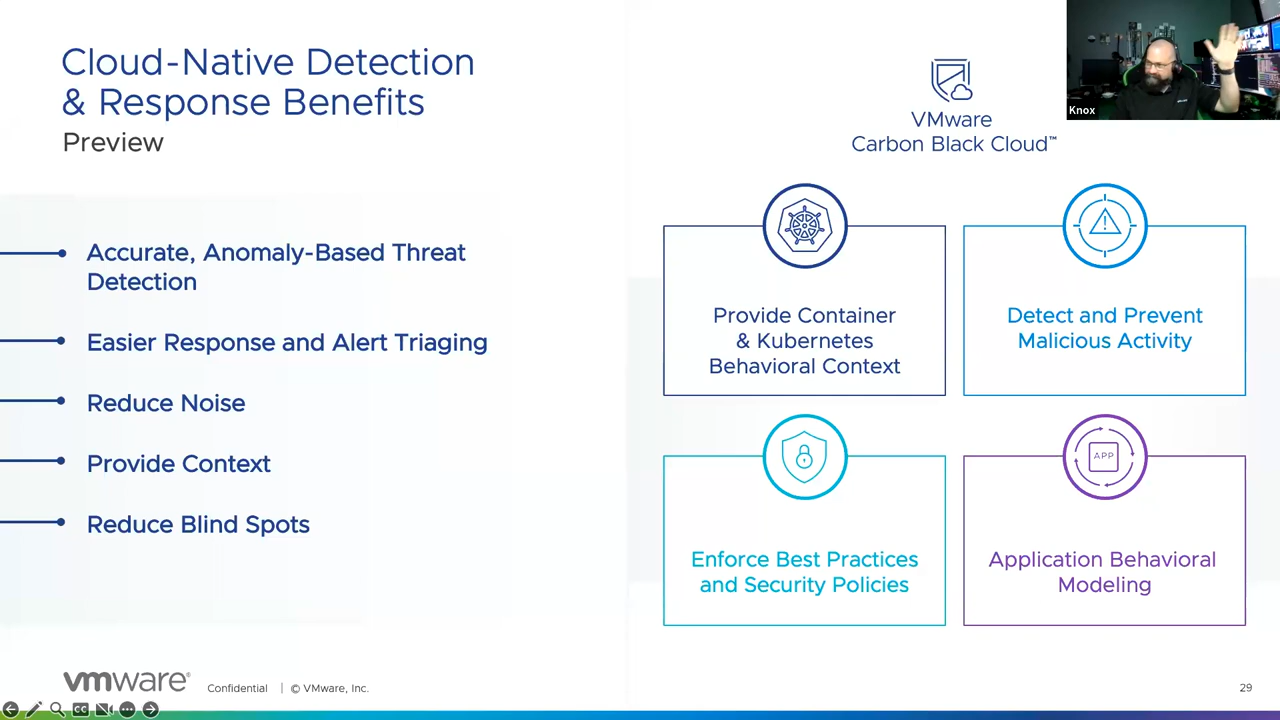 Cloud-Native Detection
& Response Benefits
Preview
Accurate, Anomaly-Based Threat
Detection
Easier Response and Alert Triaging
Reduce Noise
Provide Context
Reduce Blind Spots
VMware
Carbon Black Cloud™
Knox
Provide Container
& Kubernetes
Behavioral Context
Detect and Prevent
Malicious Activity
Enforce Best Practices
and Security Policies
APP
Application Behavioral
Modeling
vmware®
Confidential | © VMware, Inc.
29
CC